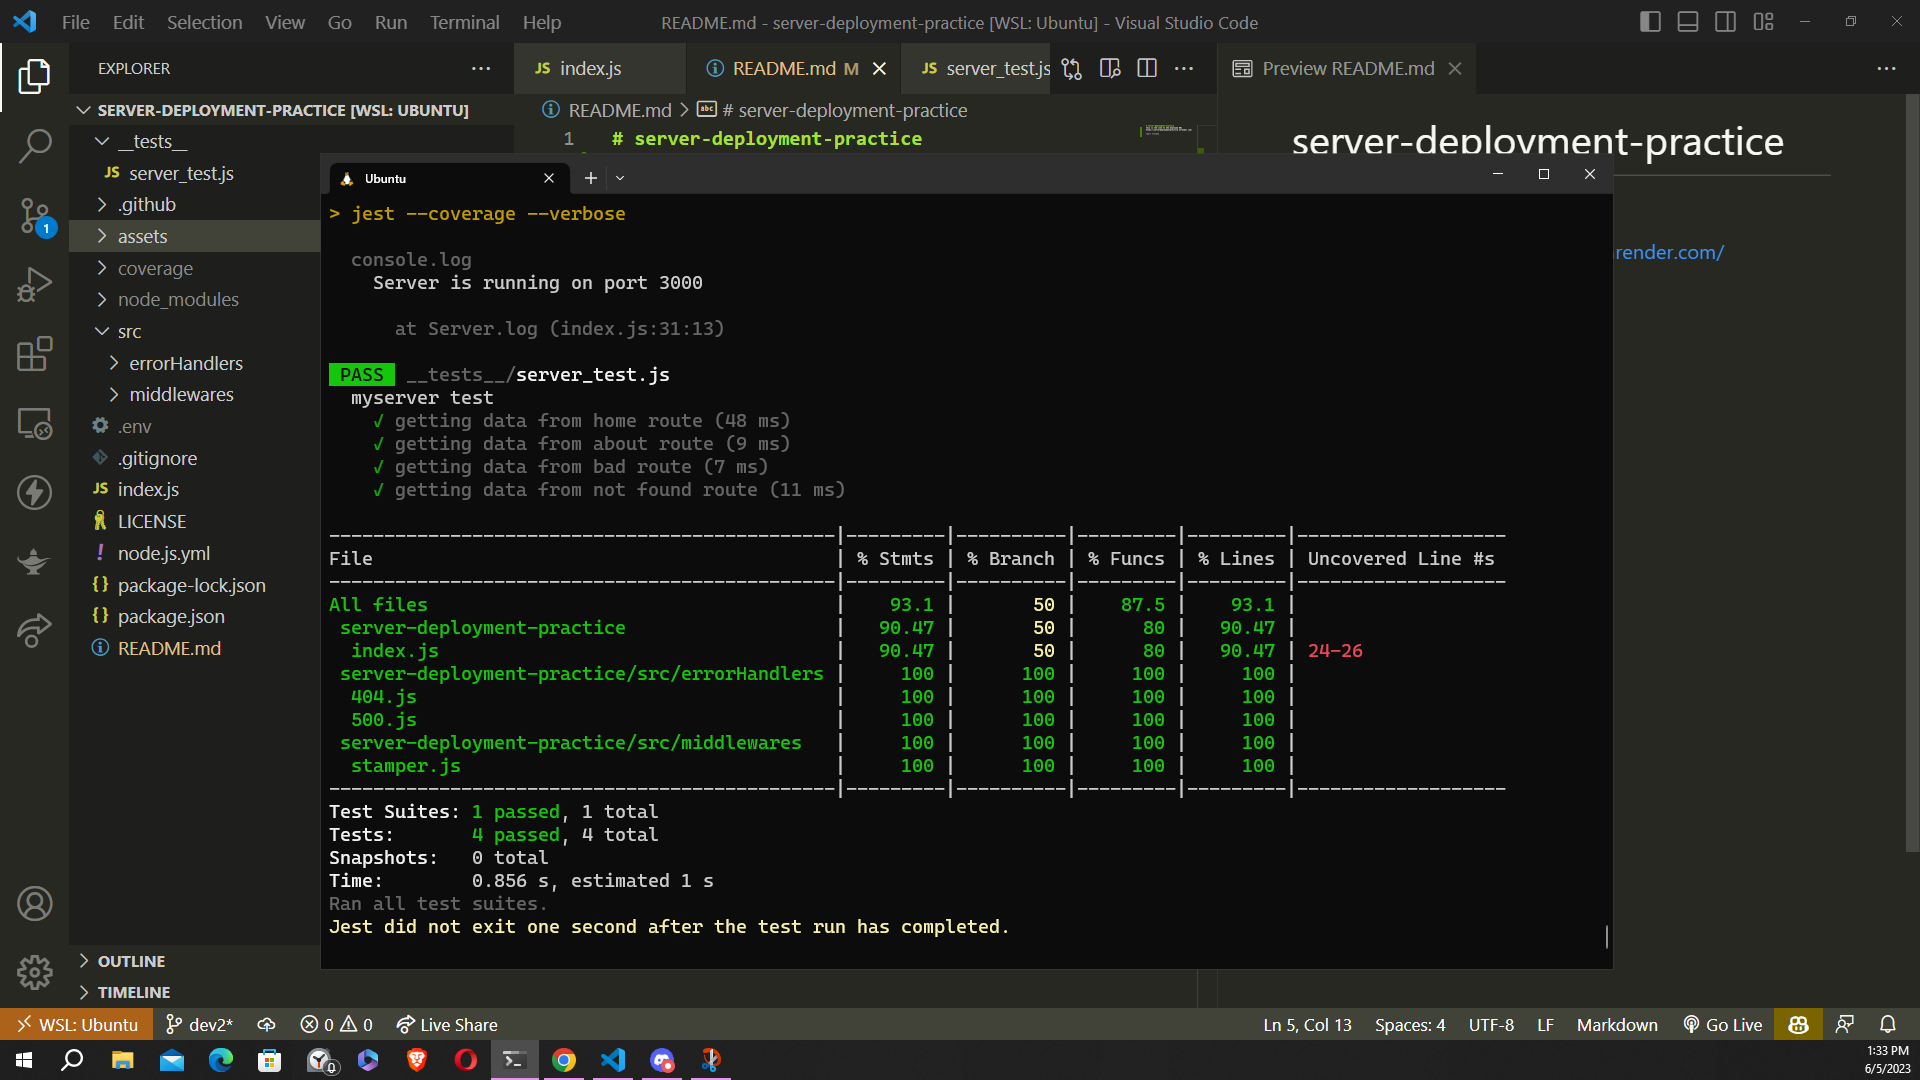 File Edit Selection View Go Run Terminal Help
README.md - server-deployment-practice [WSL: Ubuntu] - Visual Studio Code
EXPLORER
JS index.js
README.md M
JS server_test.js
Preview README.md
SERVER-DEPLOYMENT-PRACTICE [WSL: UBUNTU]
README.md > abc # server-deployment-practice
1 # server-deployment-practice
server-deployment-practice
render.com/
__tests__
JS server_test.js
.github
assets
coverage
node_modules
src
errorHandlers
middlewares
.env
.gitignore
JS index.js
LICENSE
! node.js.yml
{} package-lock.json
{} package.json
README.md
OUTLINE
TIMELINE
1
Ubuntu
> jest --coverage --verbose
console.log
Server is running on port 3000
at Server.log (index.js:31:13)
PASS __tests__/server_test.js
myserver test
√ getting data from home route (48 ms)
√ getting data from about route (9 ms)
√ getting data from bad route (7 ms)
√ getting data from not found route (11 ms)
----------------------------------------------|---------|----------|---------|---------|-------------------
File | % Stmts | % Branch | % Funcs | % Lines | Uncovered Line #s
----------------------------------------------|---------|----------|---------|---------|-------------------
All files | 93.1 | 50 | 87.5 | 93.1 |
server-deployment-practice | 90.47 | 50 | 80 | 90.47 |
index.js | 90.47 | 50 | 80 | 90.47 | 24-26
server-deployment-practice/src/errorHandlers | 100 | 100 | 100 | 100 |
404.js | 100 | 100 | 100 | 100 |
500.js | 100 | 100 | 100 | 100 |
server-deployment-practice/src/middlewares | 100 | 100 | 100 | 100 |
stamper.js | 100 | 100 | 100 | 100 |
----------------------------------------------|---------|----------|---------|---------|-------------------
Test Suites: 1 passed, 1 total
Tests: 4 passed, 4 total
Snapshots: 0 total
Time: 0.856 s, estimated 1 s
Ran all test suites.
Jest did not exit one second after the test run has completed.
WSL: Ubuntu dev2* 0 0 Live Share
Ln 5, Col 13 Spaces: 4 UTF-8 LF Markdown Go Live
1:33 PM
6/5/2023